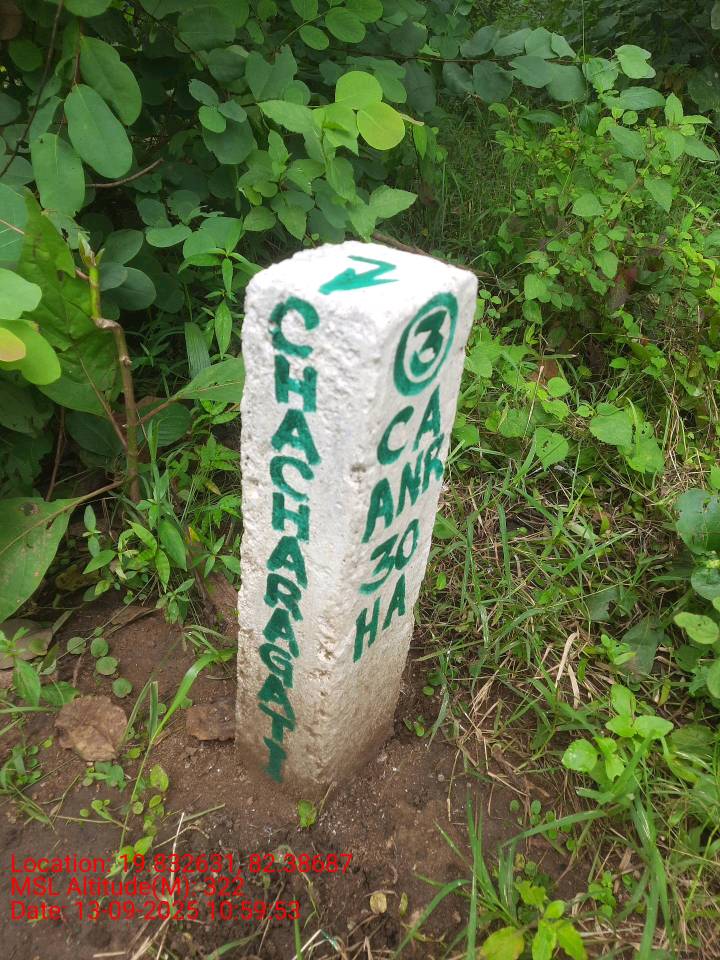 CHACHARAGATI
3
CA
ANR
30
HA
Location: 19.832631, 82.38687
MSL Altitude(M): 322
Date: 13-09-2025 10:59:53